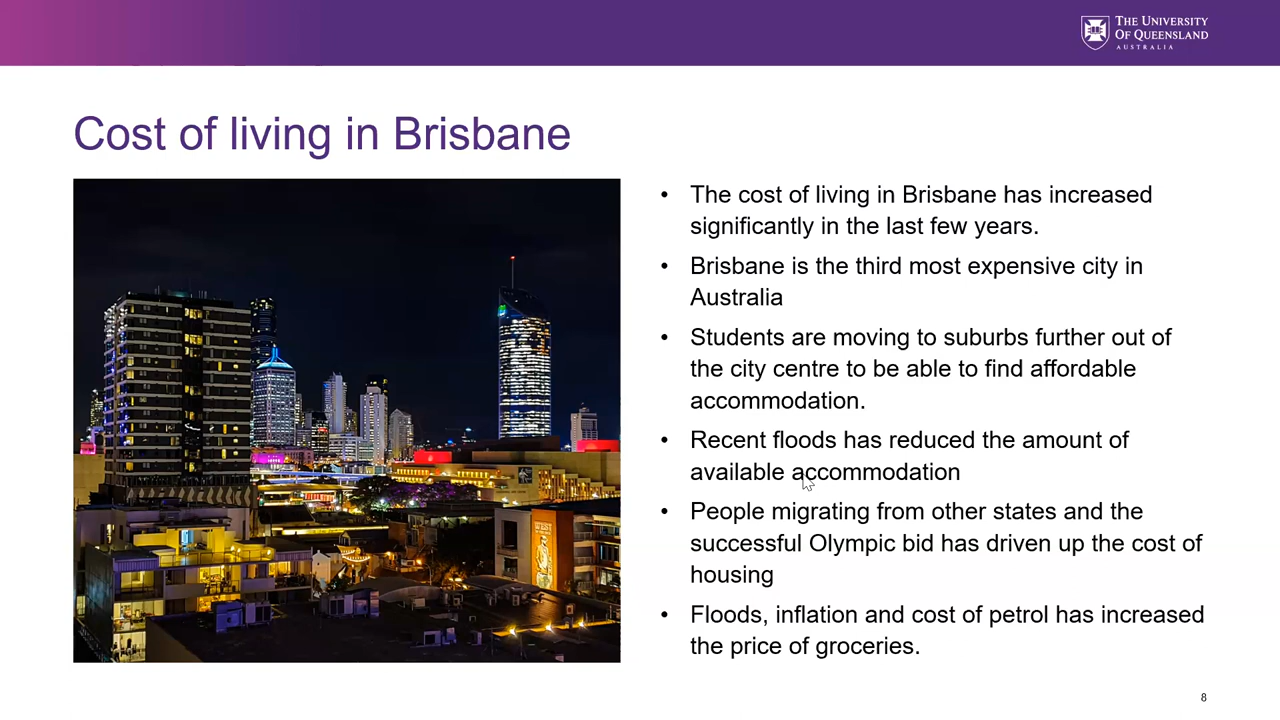 THE UNIVERSITY
OF QUEENSLAND
AUSTRALIA
Cost of living in Brisbane
• The cost of living in Brisbane has increased
significantly in the last few years.
• Brisbane is the third most expensive city in
Australia
• Students are moving to suburbs further out of
the city centre to be able to find affordable
accommodation.
• Recent floods has reduced the amount of
available accommodation
• People migrating from other states and the
successful Olympic bid has driven up the cost of
housing
• Floods, inflation and cost of petrol has increased
the price of groceries.
WEST
8